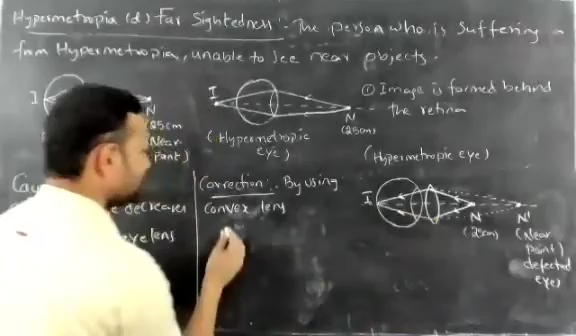 Hypermetropia (d) Far Sightedness : The person who is suffering
from Hypermetropia, unable to see near objects.
I
N
(25cm
(Near
point)
I
N
(25cm)
(Hypermetropic
eye)
① Image is formed behind
the retina
(Hypermetropic eye)
Cau
decreases
eyelens
Correction:. By using
Convex lens
I
N
(25cm)
N'
(Near
point)
defected
eye)